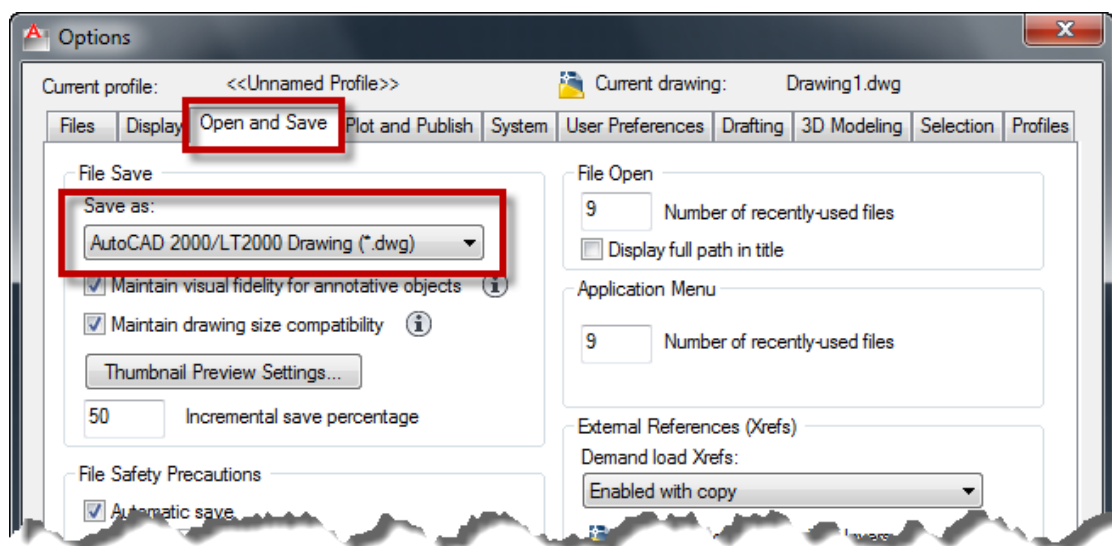 Options
Current profile: <<Unnamed Profile>> Current drawing: Drawing1.dwg
Files Display Open and Save Plot and Publish System User Preferences Drafting 3D Modeling Selection Profiles
File Save
Save as:
AutoCAD 2000/LT2000 Drawing (*.dwg)
Maintain visual fidelity for annotative objects
Maintain drawing size compatibility
Thumbnail Preview Settings...
50 Incremental save percentage
File Safety Precautions
Automatic save
File Open
9 Number of recently-used files
Display full path in title
Application Menu
9 Number of recently-used files
External References (Xrefs)
Demand load Xrefs:
Enabled with copy